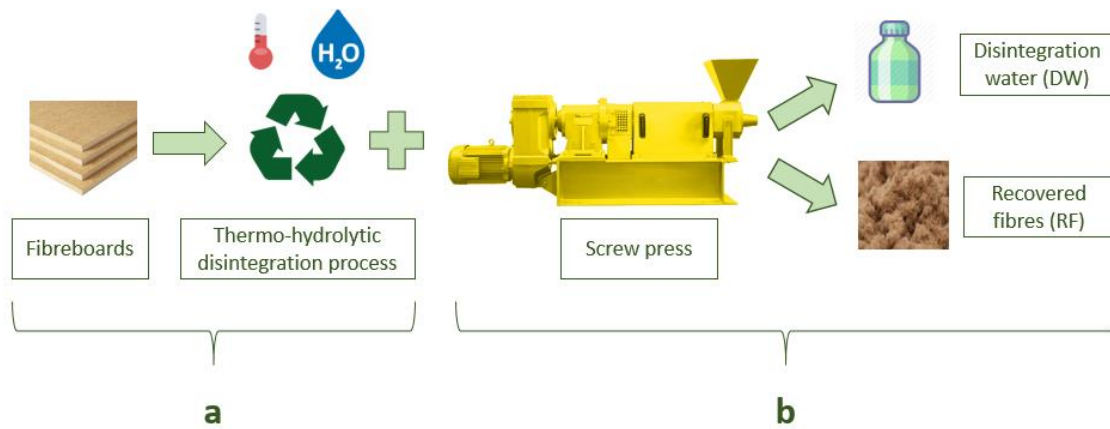 H₂O
Disintegration
water (DW)
Fibreboards
Thermo-hydrolytic
disintegration process
Screw press
Recovered
fibres (RF)
a
b